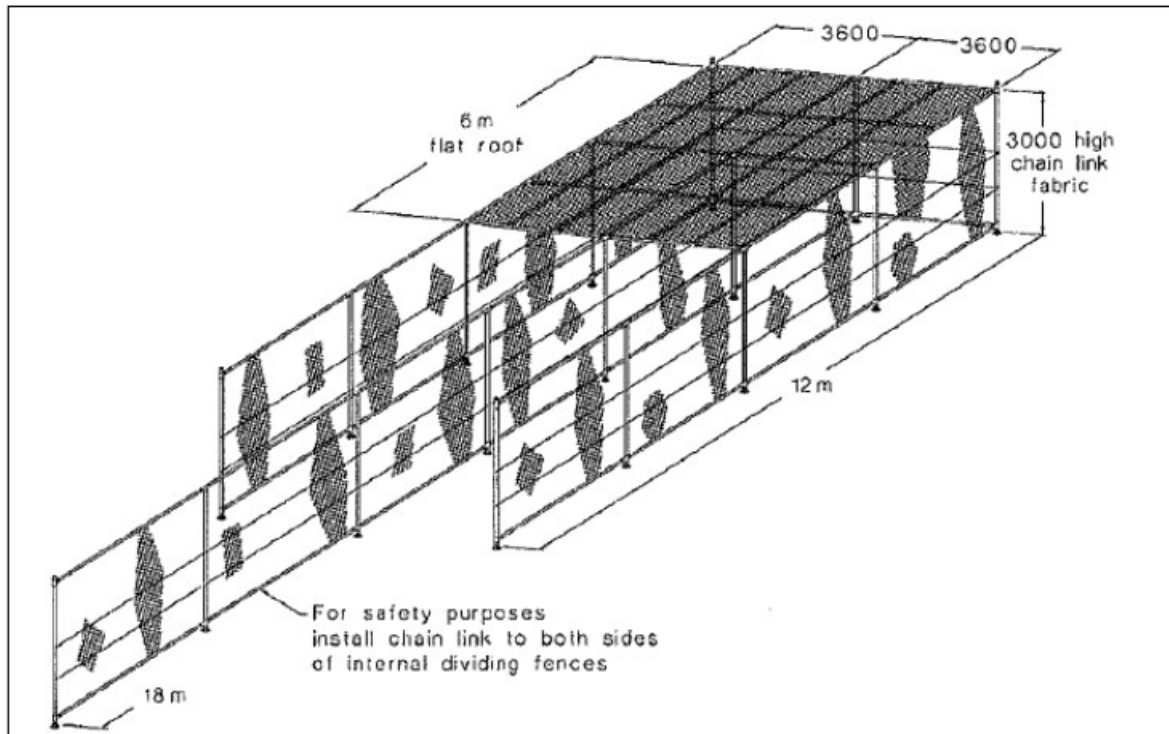 3600
3600
6 m
flat roof
3000 high
chain link
fabric
12 m
For safety purposes
install chain link to both sides
of internal dividing fences
18 m